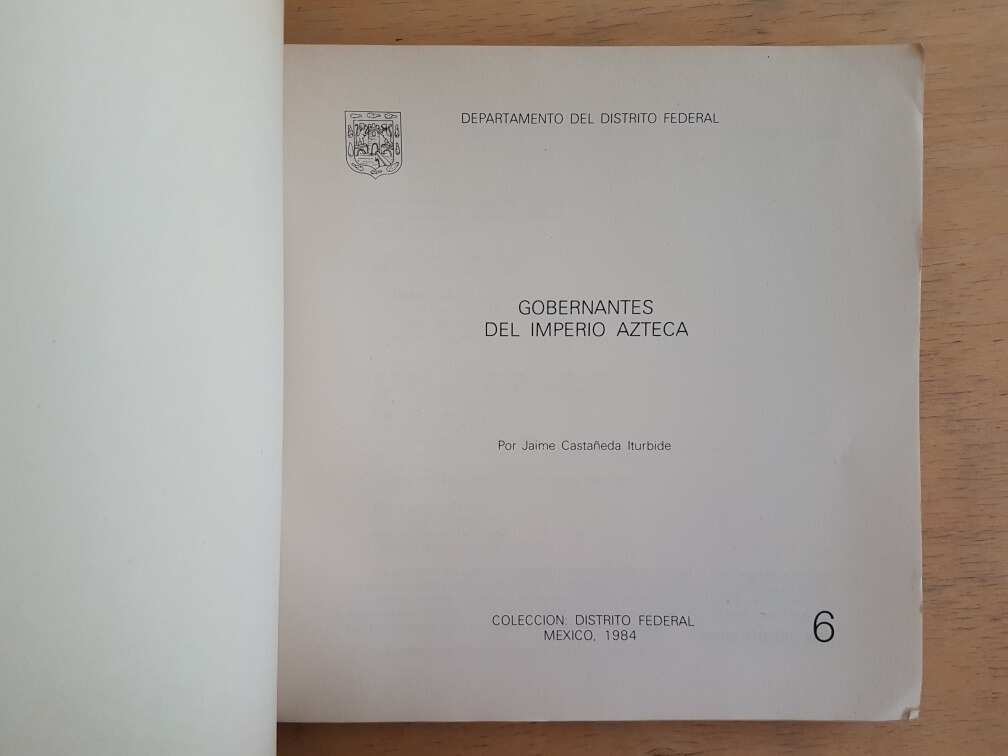 DEPARTAMENTO DEL DISTRITO FEDERAL
GOBERNANTES
DEL IMPERIO AZTECA
Por Jaime Castañeda Iturbide
COLECCION: DISTRITO FEDERAL
MEXICO, 1984
6